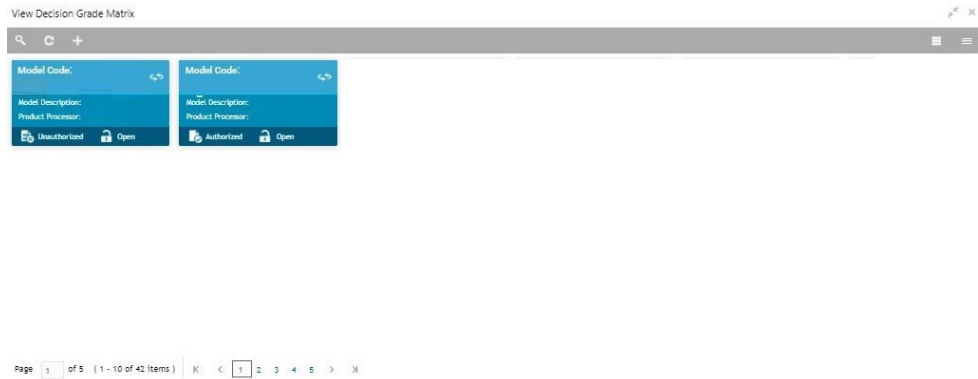 View Decision Grade Matrix
Model Code: Model Code:
Model Description: Model Description:
Product Processor: Product Processor:
Unauthorized Open Authorized Open
Page 1 of 5 ( 1 - 10 of 42 items ) 1 2 3 4 5